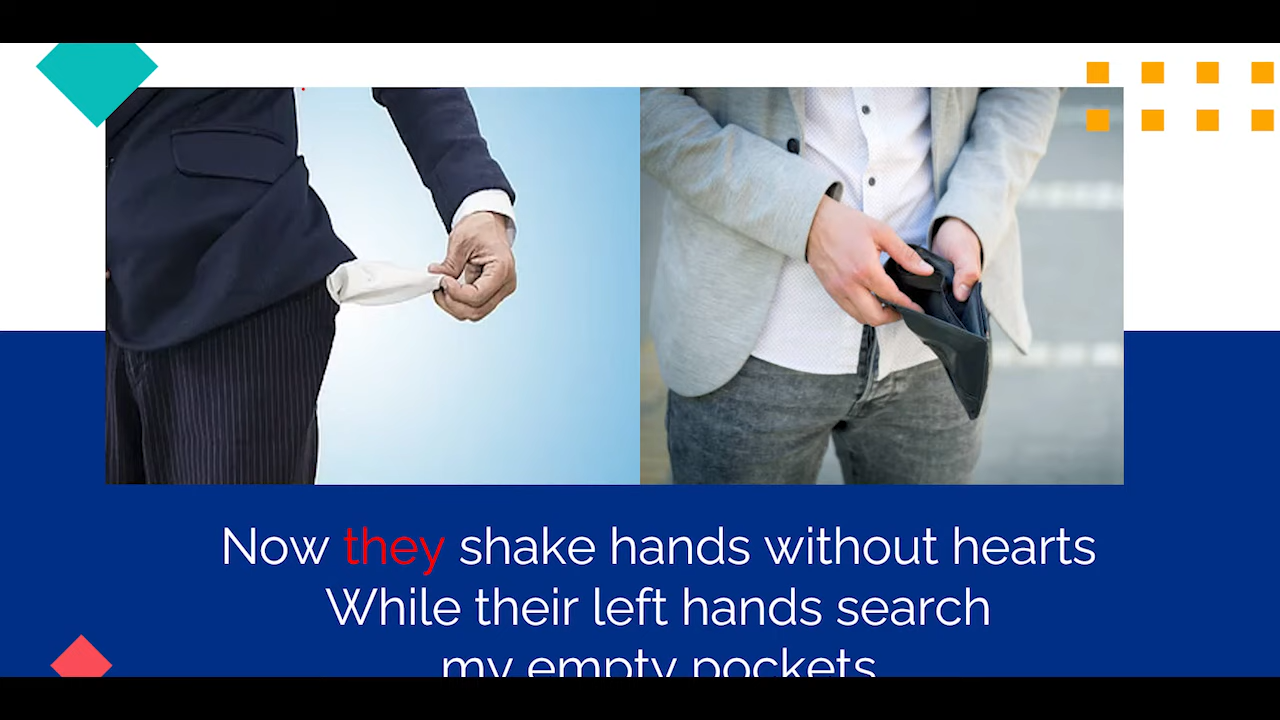 Now they shake hands without hearts
While their left hands search
my empty pockets